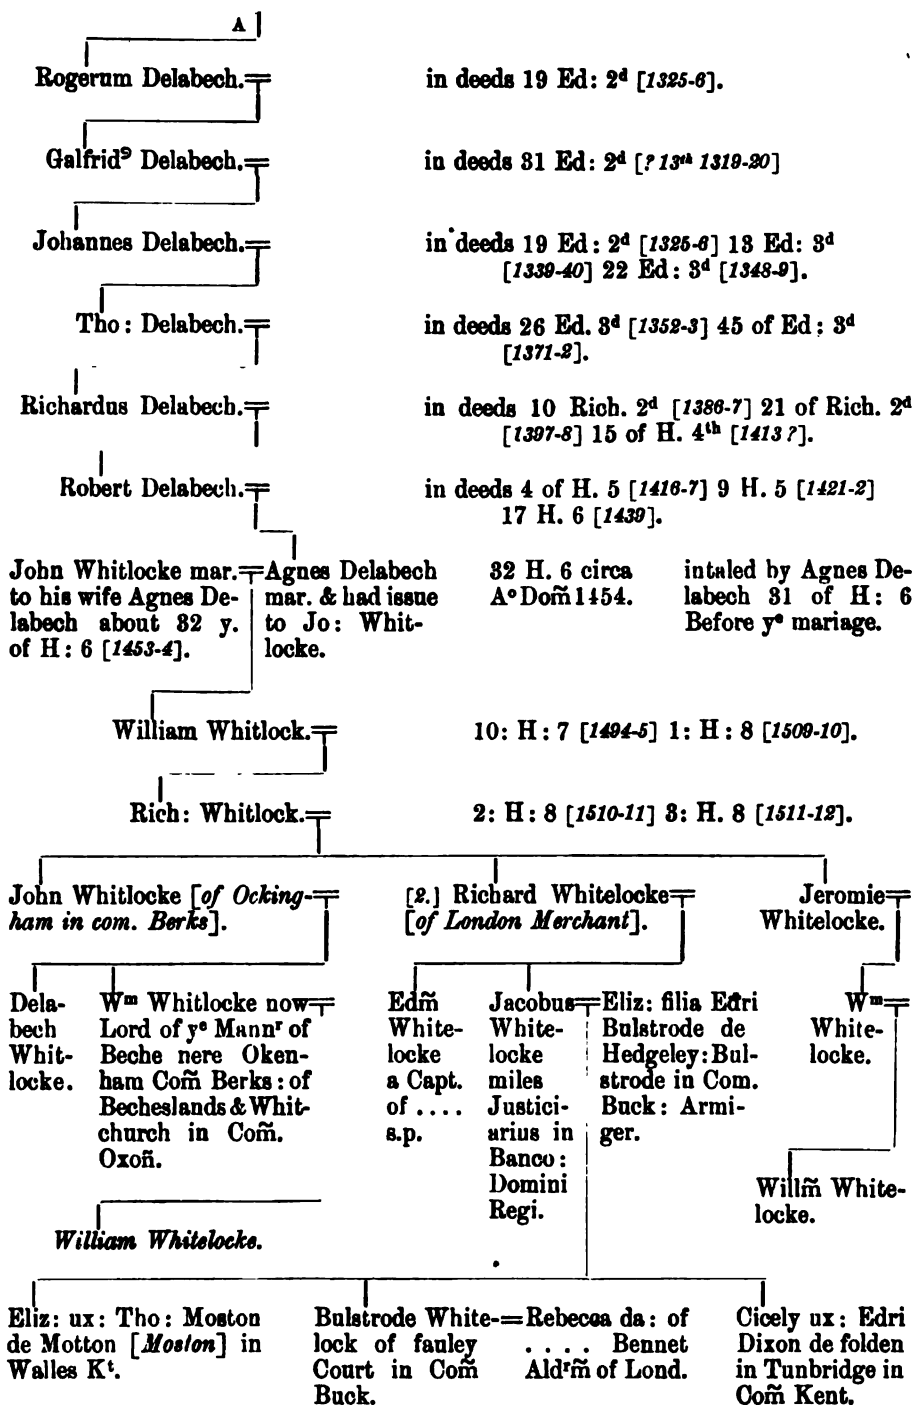 A
Rogerum Delabech. in deeds 19 Ed: 2ᵈ [1325-6].
Galfridꝰ Delabech. in deeds 31 Ed: 2ᵈ [? 13ᵗʰ 1319-20]
Johannes Delabech. in deeds 19 Ed: 2ᵈ [1325-6] 13 Ed: 3ᵈ
[1339-40] 22 Ed: 3ᵈ [1348-9].
Tho: Delabech. in deeds 26 Ed. 3ᵈ [1352-3] 45 of Ed: 3ᵈ
[1371-2].
Richardus Delabech. in deeds 10 Rich. 2ᵈ [1386-7] 21 of Rich. 2ᵈ
[1397-8] 15 of H. 4ᵗʰ [1413 ?].
Robert Delabech. in deeds 4 of H. 5 [1416-7] 9 H. 5 [1421-2]
17 H. 6 [1439].
John Whitlocke mar.
to his wife Agnes De-
labech about 32 y.
of H: 6 [1453-4].
Agnes Delabech
mar. & had issue
to Jo: Whit-
locke.
32 H. 6 circa
Aº Dom̃ 1454.
intaled by Agnes De-
labech 31 of H: 6
Before yᵉ mariage.
William Whitlock. 10: H: 7 [1494-5] 1: H: 8 [1509-10].
Rich: Whitlock. 2: H: 8 [1510-11] 3: H. 8 [1511-12].
John Whitlocke [of Ocking-
ham in com. Berks].
[2.] Richard Whitelocke
[of London Merchant].
Jeromie
Whitelocke.
Dela-
bech
Whit-
locke.
Wᵐ Whitlocke now
Lord of yᵉ Mannʳ of
Beche nere Oken-
ham Com̃ Berks: of
Becheslands & Whit-
church in Com̃.
Oxoñ.
Edm̃
White-
locke
a Capt.
of ....
s.p.
Jacobus
White-
locke
miles
Justici-
arius in
Banco:
Domini
Regi.
Eliz: filia Edri
Bulstrode de
Hedgeley: Bul-
strode in Com.
Buck: Armi-
ger.
Wᵐ
White-
locke.
Willm̃ White-
locke.
William Whitelocke.
Eliz: ux: Tho: Moston
de Motton [Moston] in
Walles Kᵗ.
Bulstrode White-
lock of fauley
Court in Com̃
Buck.
Rebecca da: of
.... Bennet
Aldʳm̃ of Lond.
Cicely ux: Edri
Dixon de folden
in Tunbridge in
Com̃ Kent.